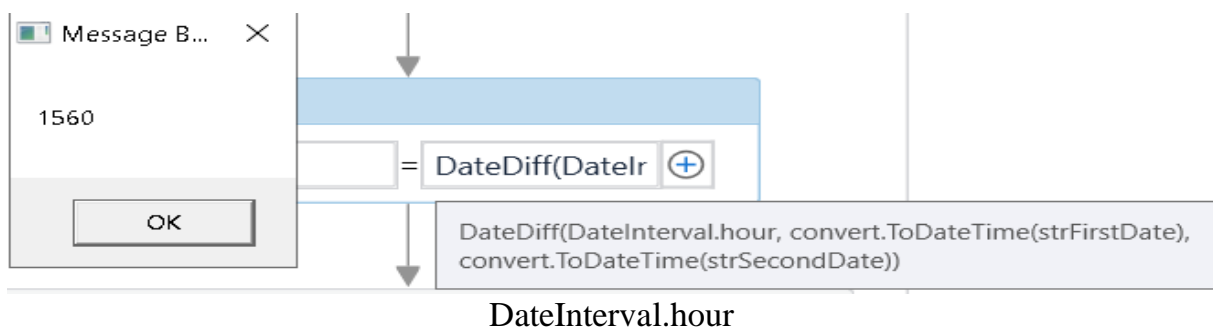 Message B...
1560
= DateDiff(DateIr
OK
DateDiff(DateInterval.hour, convert.ToDateTime(strFirstDate),
convert.ToDateTime(strSecondDate))
DateInterval.hour